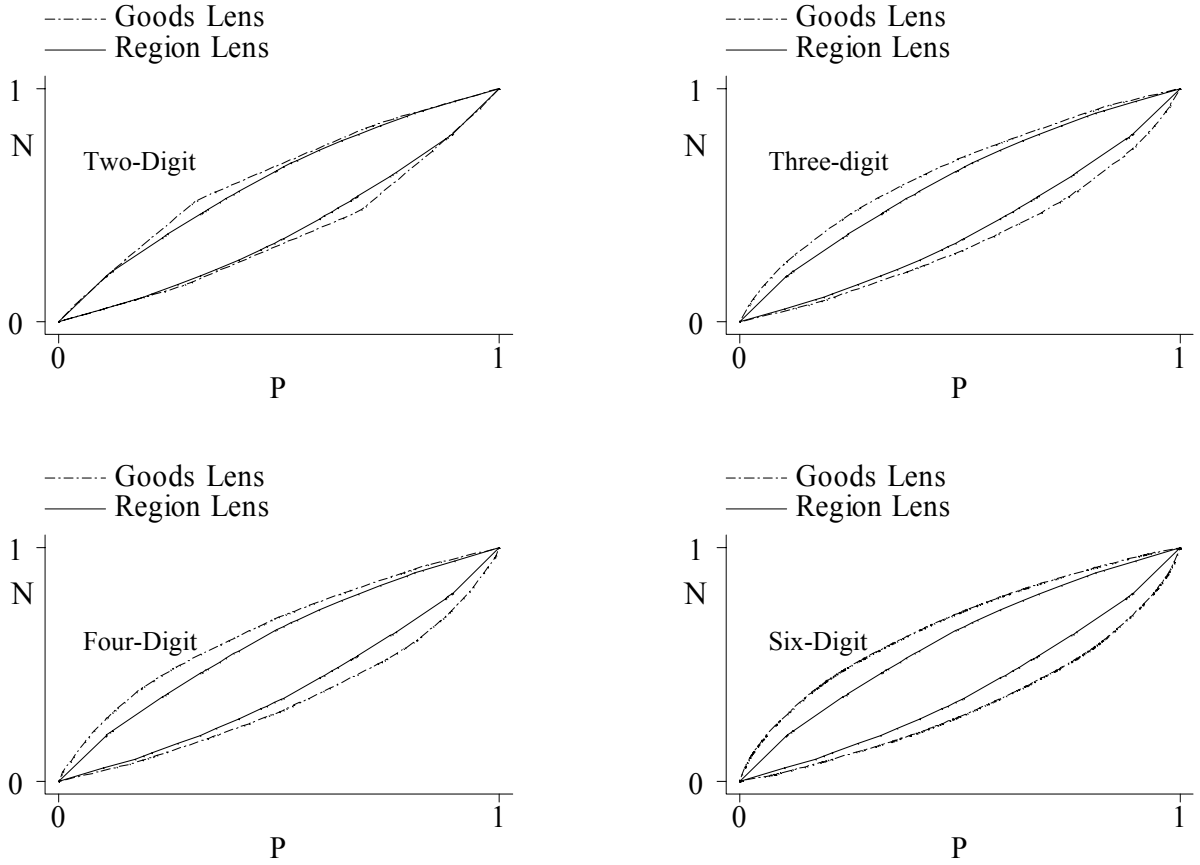 Goods Lens
Region Lens
1
N
Two-Digit
0
0 1
P
Goods Lens
Region Lens
1
N
Three-digit
0
0 1
P
Goods Lens
Region Lens
1
N
Four-Digit
0
0 1
P
Goods Lens
Region Lens
1
N
Six-Digit
0
0 1
P